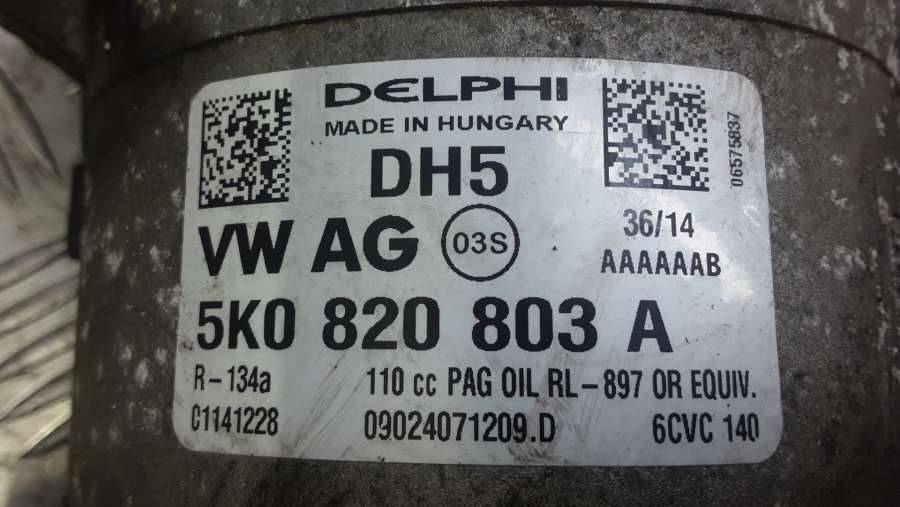 DELPHI
MADE IN HUNGARY
DH5
06575837
VW AG 03S
36/14
AAAAAAB
5K0 820 803 A
R-134a 110 cc PAG OIL RL-897 OR EQUIV.
C1141228 09024071209.D 6CVC 140